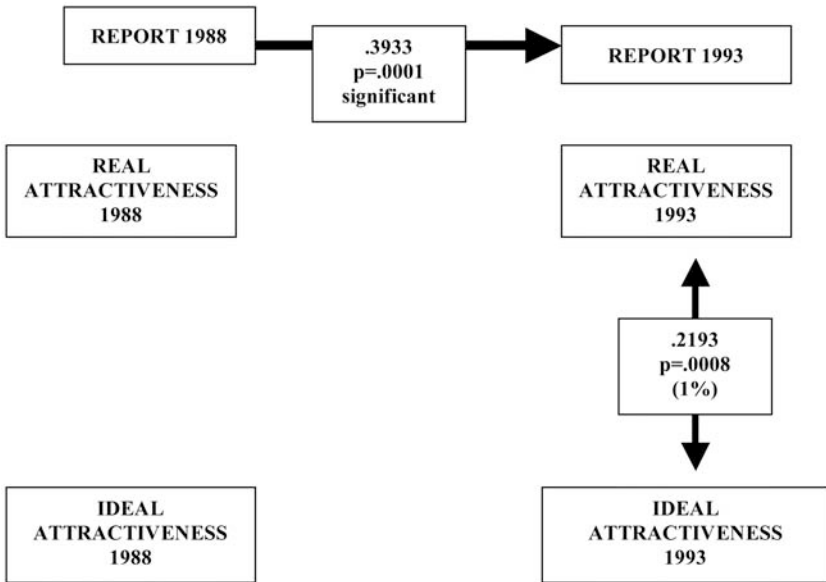 REPORT 1988
.3933
p=.0001
significant
REPORT 1993
REAL
ATTRACTIVENESS
1988
REAL
ATTRACTIVENESS
1993
.2193
p=.0008
(1%)
IDEAL
ATTRACTIVENESS
1988
IDEAL
ATTRACTIVENESS
1993